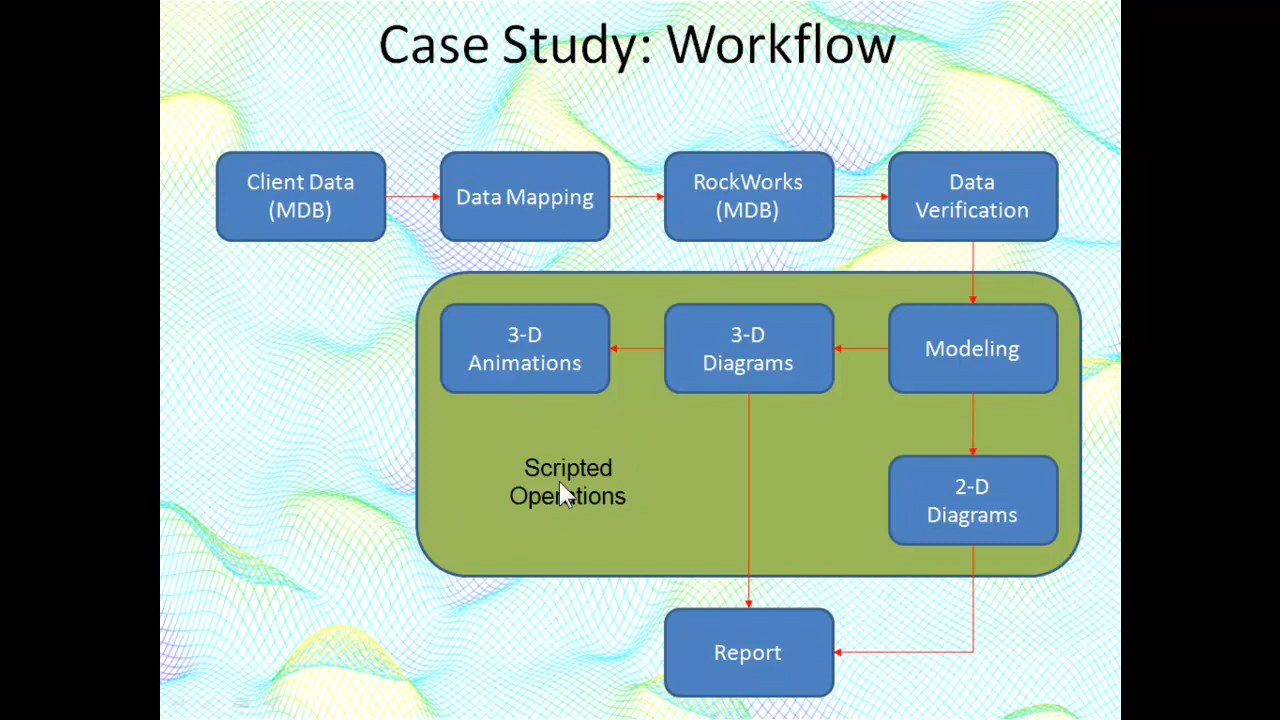 Case Study: Workflow
Client Data
(MDB)
Data Mapping
RockWorks
(MDB)
Data
Verification
3-D
Animations
3-D
Diagrams
Modeling
Scripted
Operations
2-D
Diagrams
Report